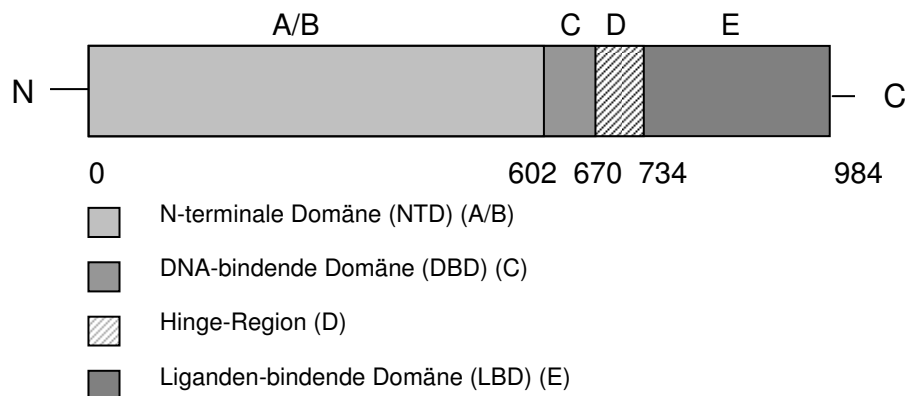 A/B C D E
N C
0 602 670 734 984
N-terminale Domäne (NTD) (A/B)
DNA-bindende Domäne (DBD) (C)
Hinge-Region (D)
Liganden-bindende Domäne (LBD) (E)